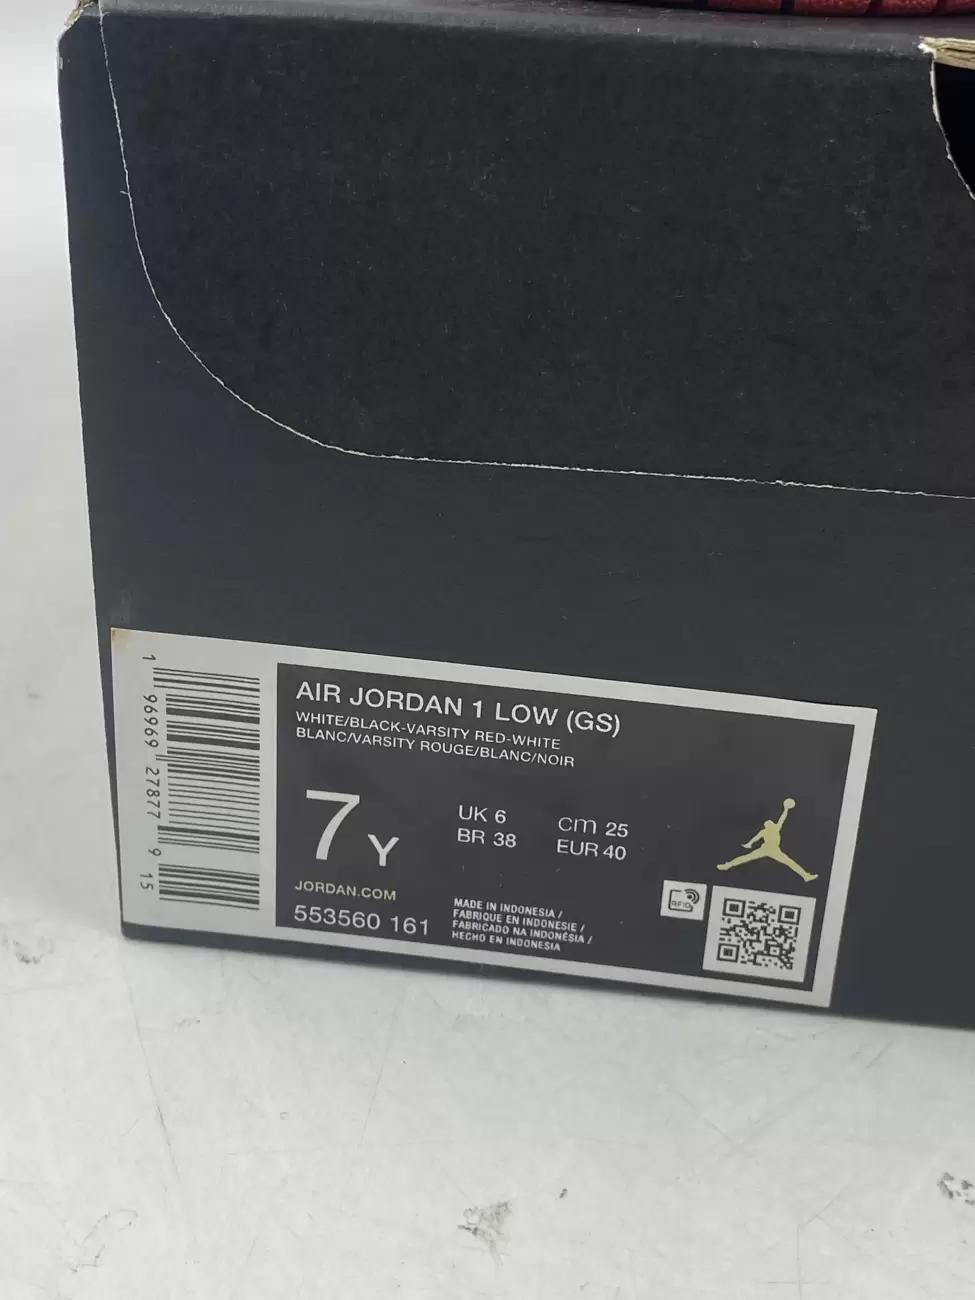 AIR JORDAN 1 LOW (GS)
WHITE/BLACK-VARSITY RED-WHITE
BLANC/VARSITY ROUGE/BLANC/NOIR
7Y
UK 6
BR 38
cm 25
EUR 40
JORDAN.COM
553560 161
MADE IN INDONESIA /
FABRIQUE EN INDONESIE /
FABRICADO NA INDONÉSIA /
HECHO EN INDONESIA
RFID
1 96969 27877 9 15